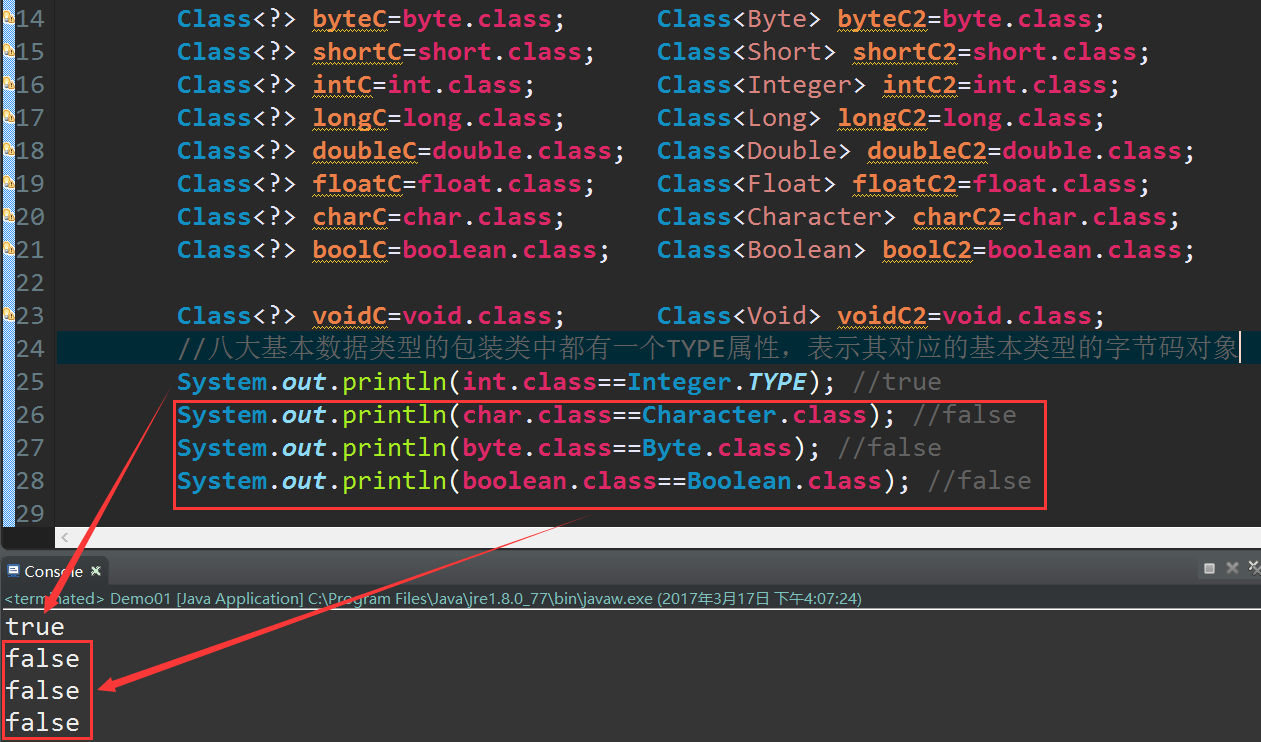 14 Class<?> byteC=byte.class; Class<Byte> byteC2=byte.class;
15 Class<?> shortC=short.class; Class<Short> shortC2=short.class;
16 Class<?> intC=int.class; Class<Integer> intC2=int.class;
17 Class<?> longC=long.class; Class<Long> longC2=long.class;
18 Class<?> doubleC=double.class; Class<Double> doubleC2=double.class;
19 Class<?> floatC=float.class; Class<Float> floatC2=float.class;
20 Class<?> charC=char.class; Class<Character> charC2=char.class;
21 Class<?> boolC=boolean.class; Class<Boolean> boolC2=boolean.class;
22
23 Class<?> voidC=void.class; Class<Void> voidC2=void.class;
24 //八大基本数据类型的包装类中都有一个TYPE属性，表示其对应的基本类型的字节码对象
25 System.out.println(int.class==Integer.TYPE); //true
26 System.out.println(char.class==Character.class); //false
27 System.out.println(byte.class==Byte.class); //false
28 System.out.println(boolean.class==Boolean.class); //false
29
Console
<terminated> Demo01 [Java Application] C:\Program Files\Java\jre1.8.0_77\bin\javaw.exe (2017年3月17日 下午4:07:24)
true
false
false
false